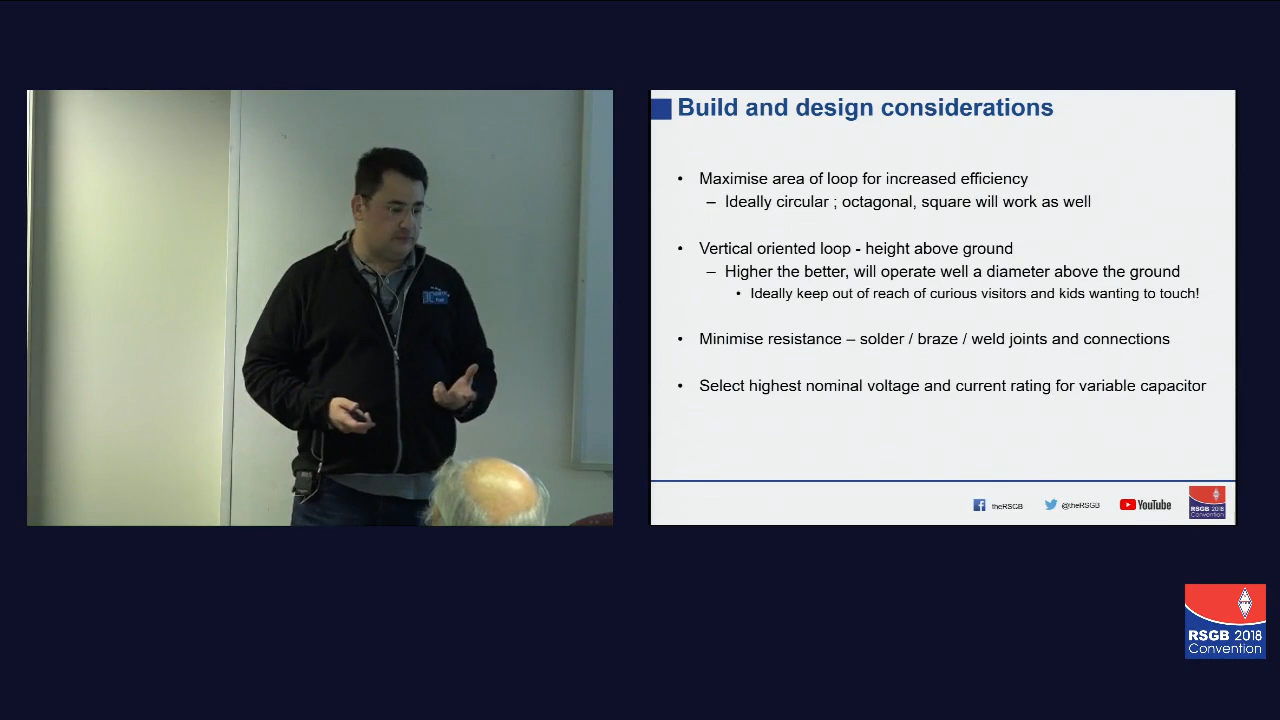 Build and design considerations
• Maximise area of loop for increased efficiency
– Ideally circular ; octagonal, square will work as well
• Vertical oriented loop - height above ground
– Higher the better, will operate well a diameter above the ground
• Ideally keep out of reach of curious visitors and kids wanting to touch!
• Minimise resistance – solder / braze / weld joints and connections
• Select highest nominal voltage and current rating for variable capacitor
theRSGB
@theRSGB
YouTube
RSGB 2018
Convention
RSGB 2018
Convention